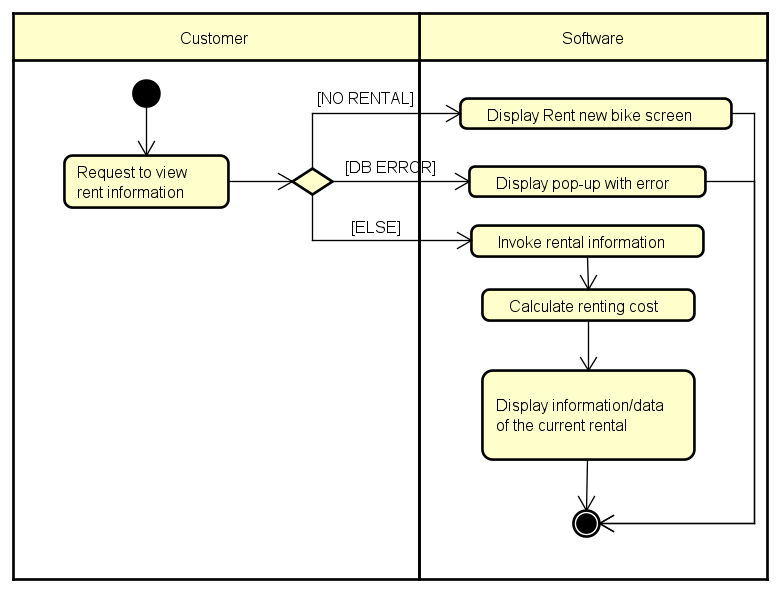 Customer
Software
[NO RENTAL]
Display Rent new bike screen
Request to view
rent information
[DB ERROR]
Display pop-up with error
[ELSE]
Invoke rental information
Calculate renting cost
Display information/data
of the current rental